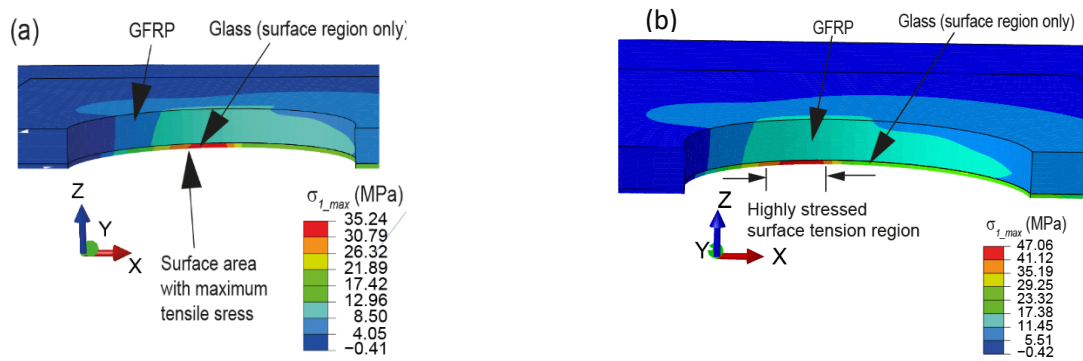 (a)
GFRP
Glass (surface region only)
Z
Y
X
Surface area
with maximum
tensile sress
σ1_max (MPa)
35.24
30.79
26.32
21.89
17.42
12.96
8.50
4.05
−0.41
(b)
GFRP
Glass (surface region only)
Z
Y
X
Highly stressed
surface tension region
σ1_max (MPa)
47.06
41.12
35.19
29.25
23.32
17.38
11.45
5.51
−0.42